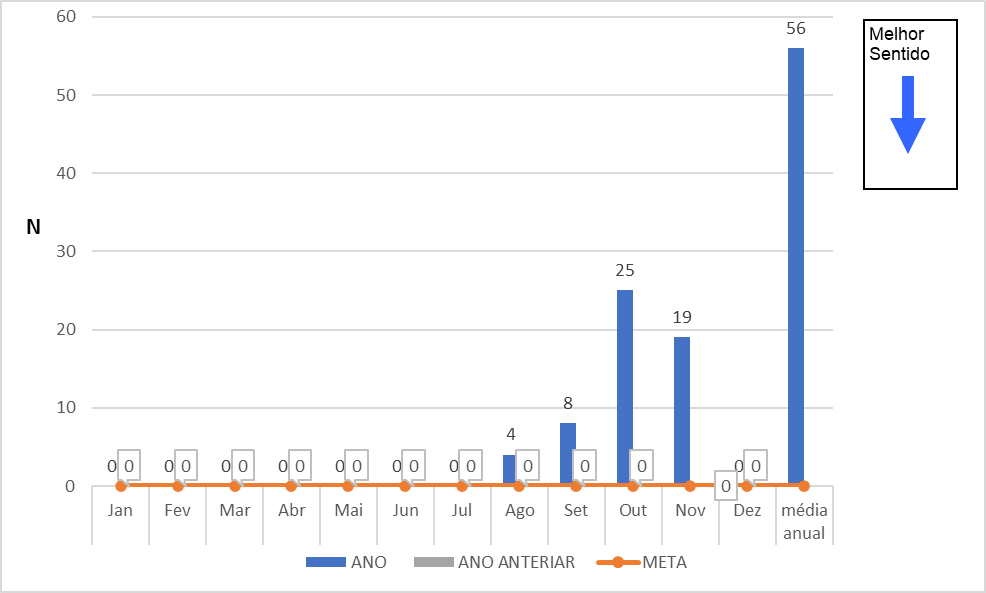 60
56
Melhor
Sentido
50
40
N
30
25
19
20
10
8
4
0 0 0 0 0 0 0 0 0 0 0 0 0 0 0 0 0 0 0 0
0 0
Jan Fev Mar Abr Mai Jun Jul Ago Set Out Nov Dez média
anual
ANO ANO ANTERIAR META